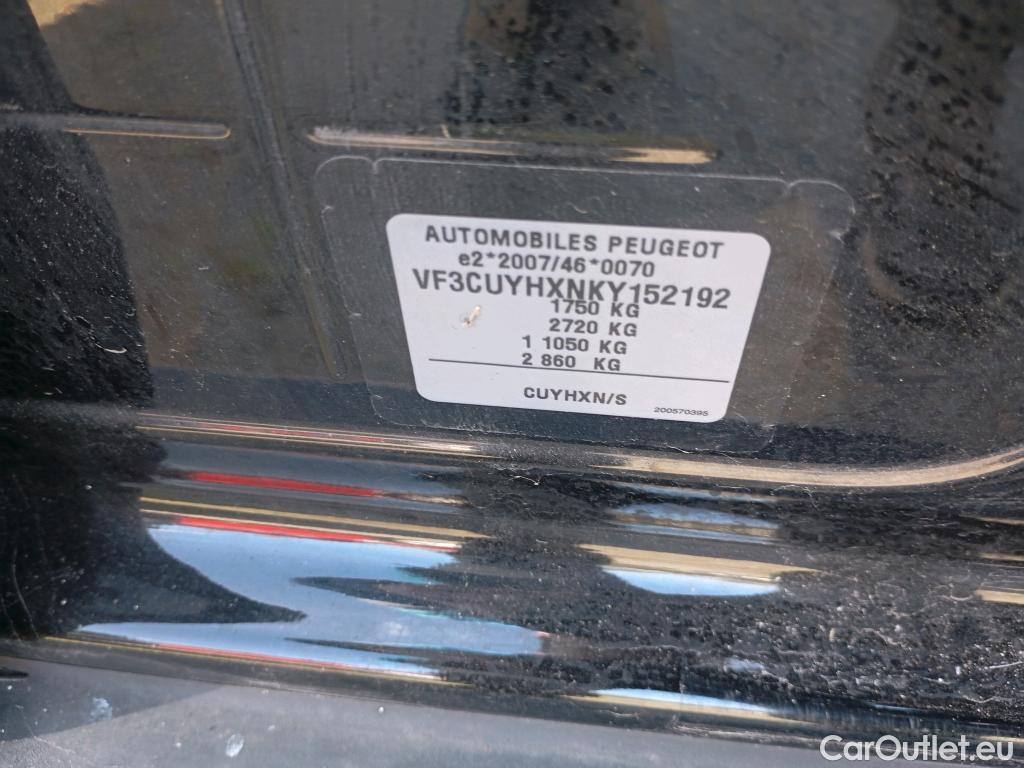 AUTOMOBILES PEUGEOT
e2*2007/46*0070
VF3CUYHXNKY152192
1750 KG
2720 KG
1 1050 KG
2 860 KG
CUYHXN/S
200570395
CarOutlet.eu